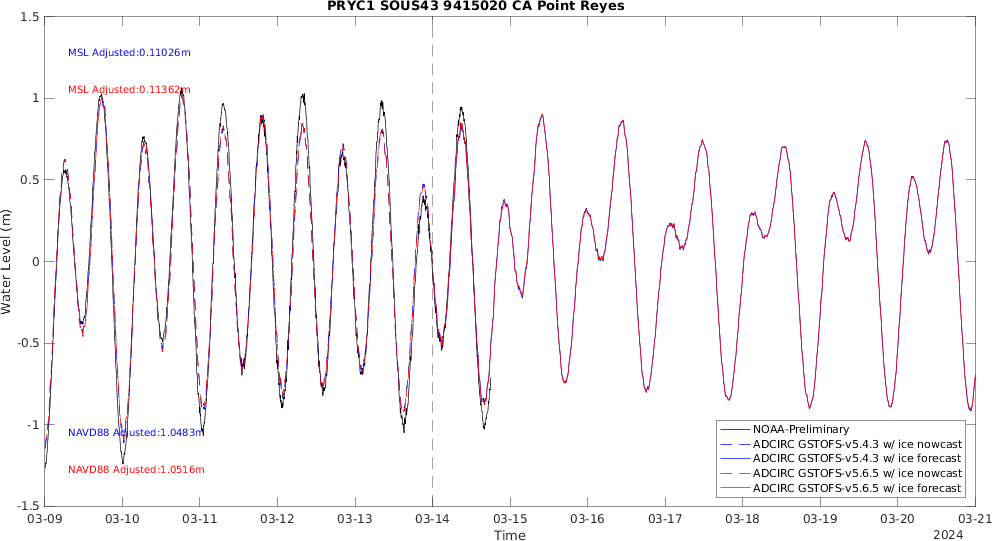 PRYC1 SOUS43 9415020 CA Point Reyes
1.5
MSL Adjusted:0.11026m
MSL Adjusted:0.11362m
1
0.5
Water Level (m)
0
-0.5
-1
NAVD88 Adjusted:1.0483m
NAVD88 Adjusted:1.0516m
-1.5
NOAA-Preliminary
ADCIRC GSTOFS-v5.4.3 w/ ice nowcast
ADCIRC GSTOFS-v5.4.3 w/ ice forecast
ADCIRC GSTOFS-v5.6.5 w/ ice nowcast
ADCIRC GSTOFS-v5.6.5 w/ ice forecast
03-09 03-10 03-11 03-12 03-13 03-14 03-15 03-16 03-17 03-18 03-19 03-20 03-21
Time
2024